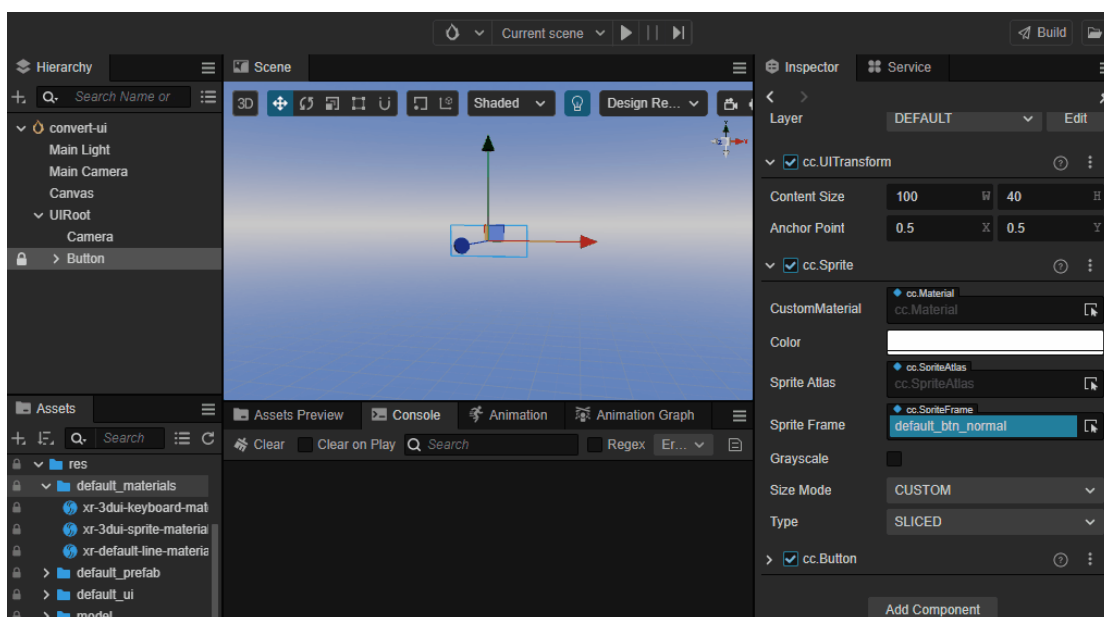 Current scene
Build
Hierarchy
Search Name or
convert-ui
Main Light
Main Camera
Canvas
UIRoot
Camera
Button
Scene
3D
Shaded
Design Re...
Y
Assets
Search
res
default_materials
xr-3dui-keyboard-mat
xr-3dui-sprite-material
xr-default-line-materia
default_prefab
default_ui
model
Assets Preview
Console
Animation
Animation Graph
Clear
Clear on Play
Search
Regex
Er...
Inspector
Service
Layer
DEFAULT
Edit
cc.UITransform
Content Size
100
W
40
H
Anchor Point
0.5
X
0.5
Y
cc.Sprite
CustomMaterial
cc.Material
cc.Material
Color
Sprite Atlas
cc.SpriteAtlas
cc.SpriteAtlas
Sprite Frame
cc.SpriteFrame
default_btn_normal
Grayscale
Size Mode
CUSTOM
Type
SLICED
cc.Button
Add Component